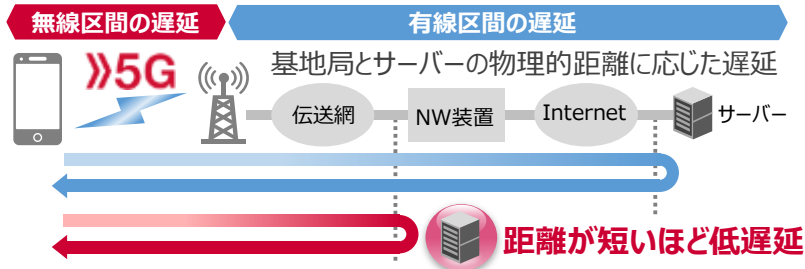 無線区間の遅延
有線区間の遅延
5G
基地局とサーバーの物理的距離に応じた遅延
伝送網
NW装置
Internet
サーバー
距離が短いほど低遅延